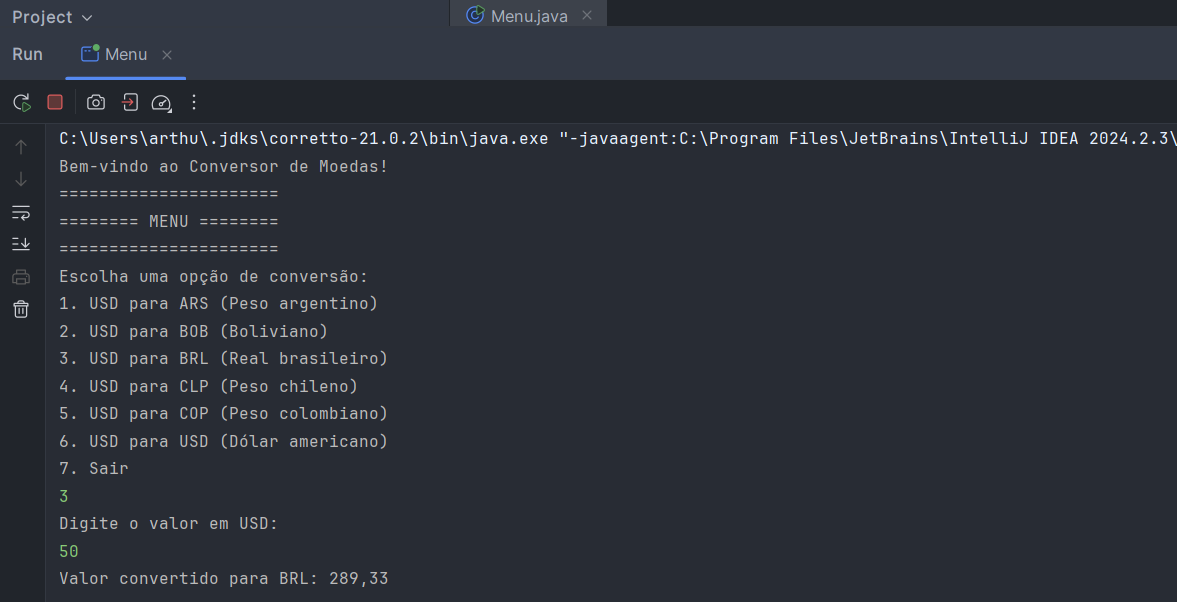 Project
Menu.java
Run
Menu
C:\Users\arthu\.jdks\corretto-21.0.2\bin\java.exe "-javaagent:C:\Program Files\JetBrains\IntelliJ IDEA 2024.2.3\
Bem-vindo ao Conversor de Moedas!
======================
======== MENU ========
======================
Escolha uma opção de conversão:
1. USD para ARS (Peso argentino)
2. USD para BOB (Boliviano)
3. USD para BRL (Real brasileiro)
4. USD para CLP (Peso chileno)
5. USD para COP (Peso colombiano)
6. USD para USD (Dólar americano)
7. Sair
3
Digite o valor em USD:
50
Valor convertido para BRL: 289,33